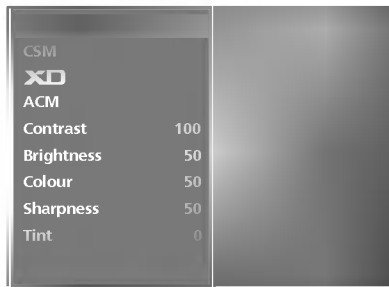 CSM
XD
ACM
Contrast 100
Brightness 50
Colour 50
Sharpness 50
Tint 0